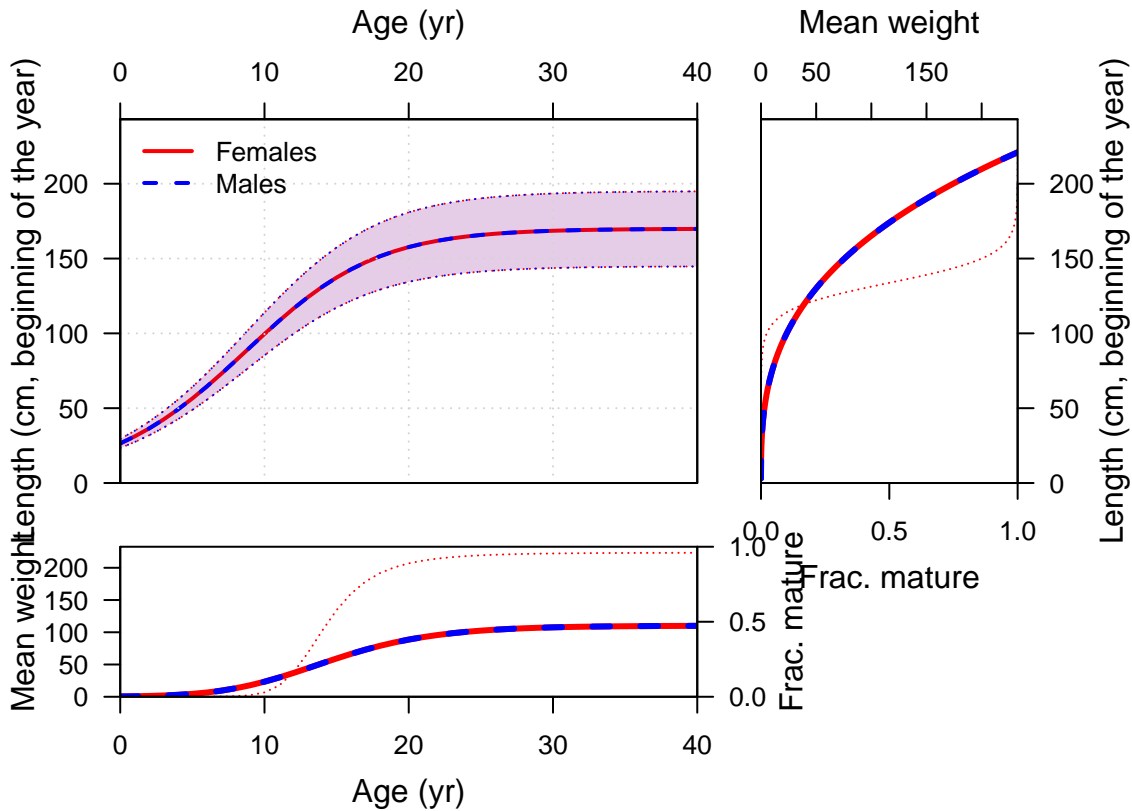 Age (yr)
Mean weight
0 10 20 30 40
0 50 150
Females
Males
Length (cm, beginning of the year)
0 50 100 150 200
Length (cm, beginning of the year)
0 50 100 150 200
0.0 0.5 1.0
Frac. mature
Mean weight
0 50 100 150 200
Frac. mature
0.0 0.5 1.0
0 10 20 30 40
Age (yr)